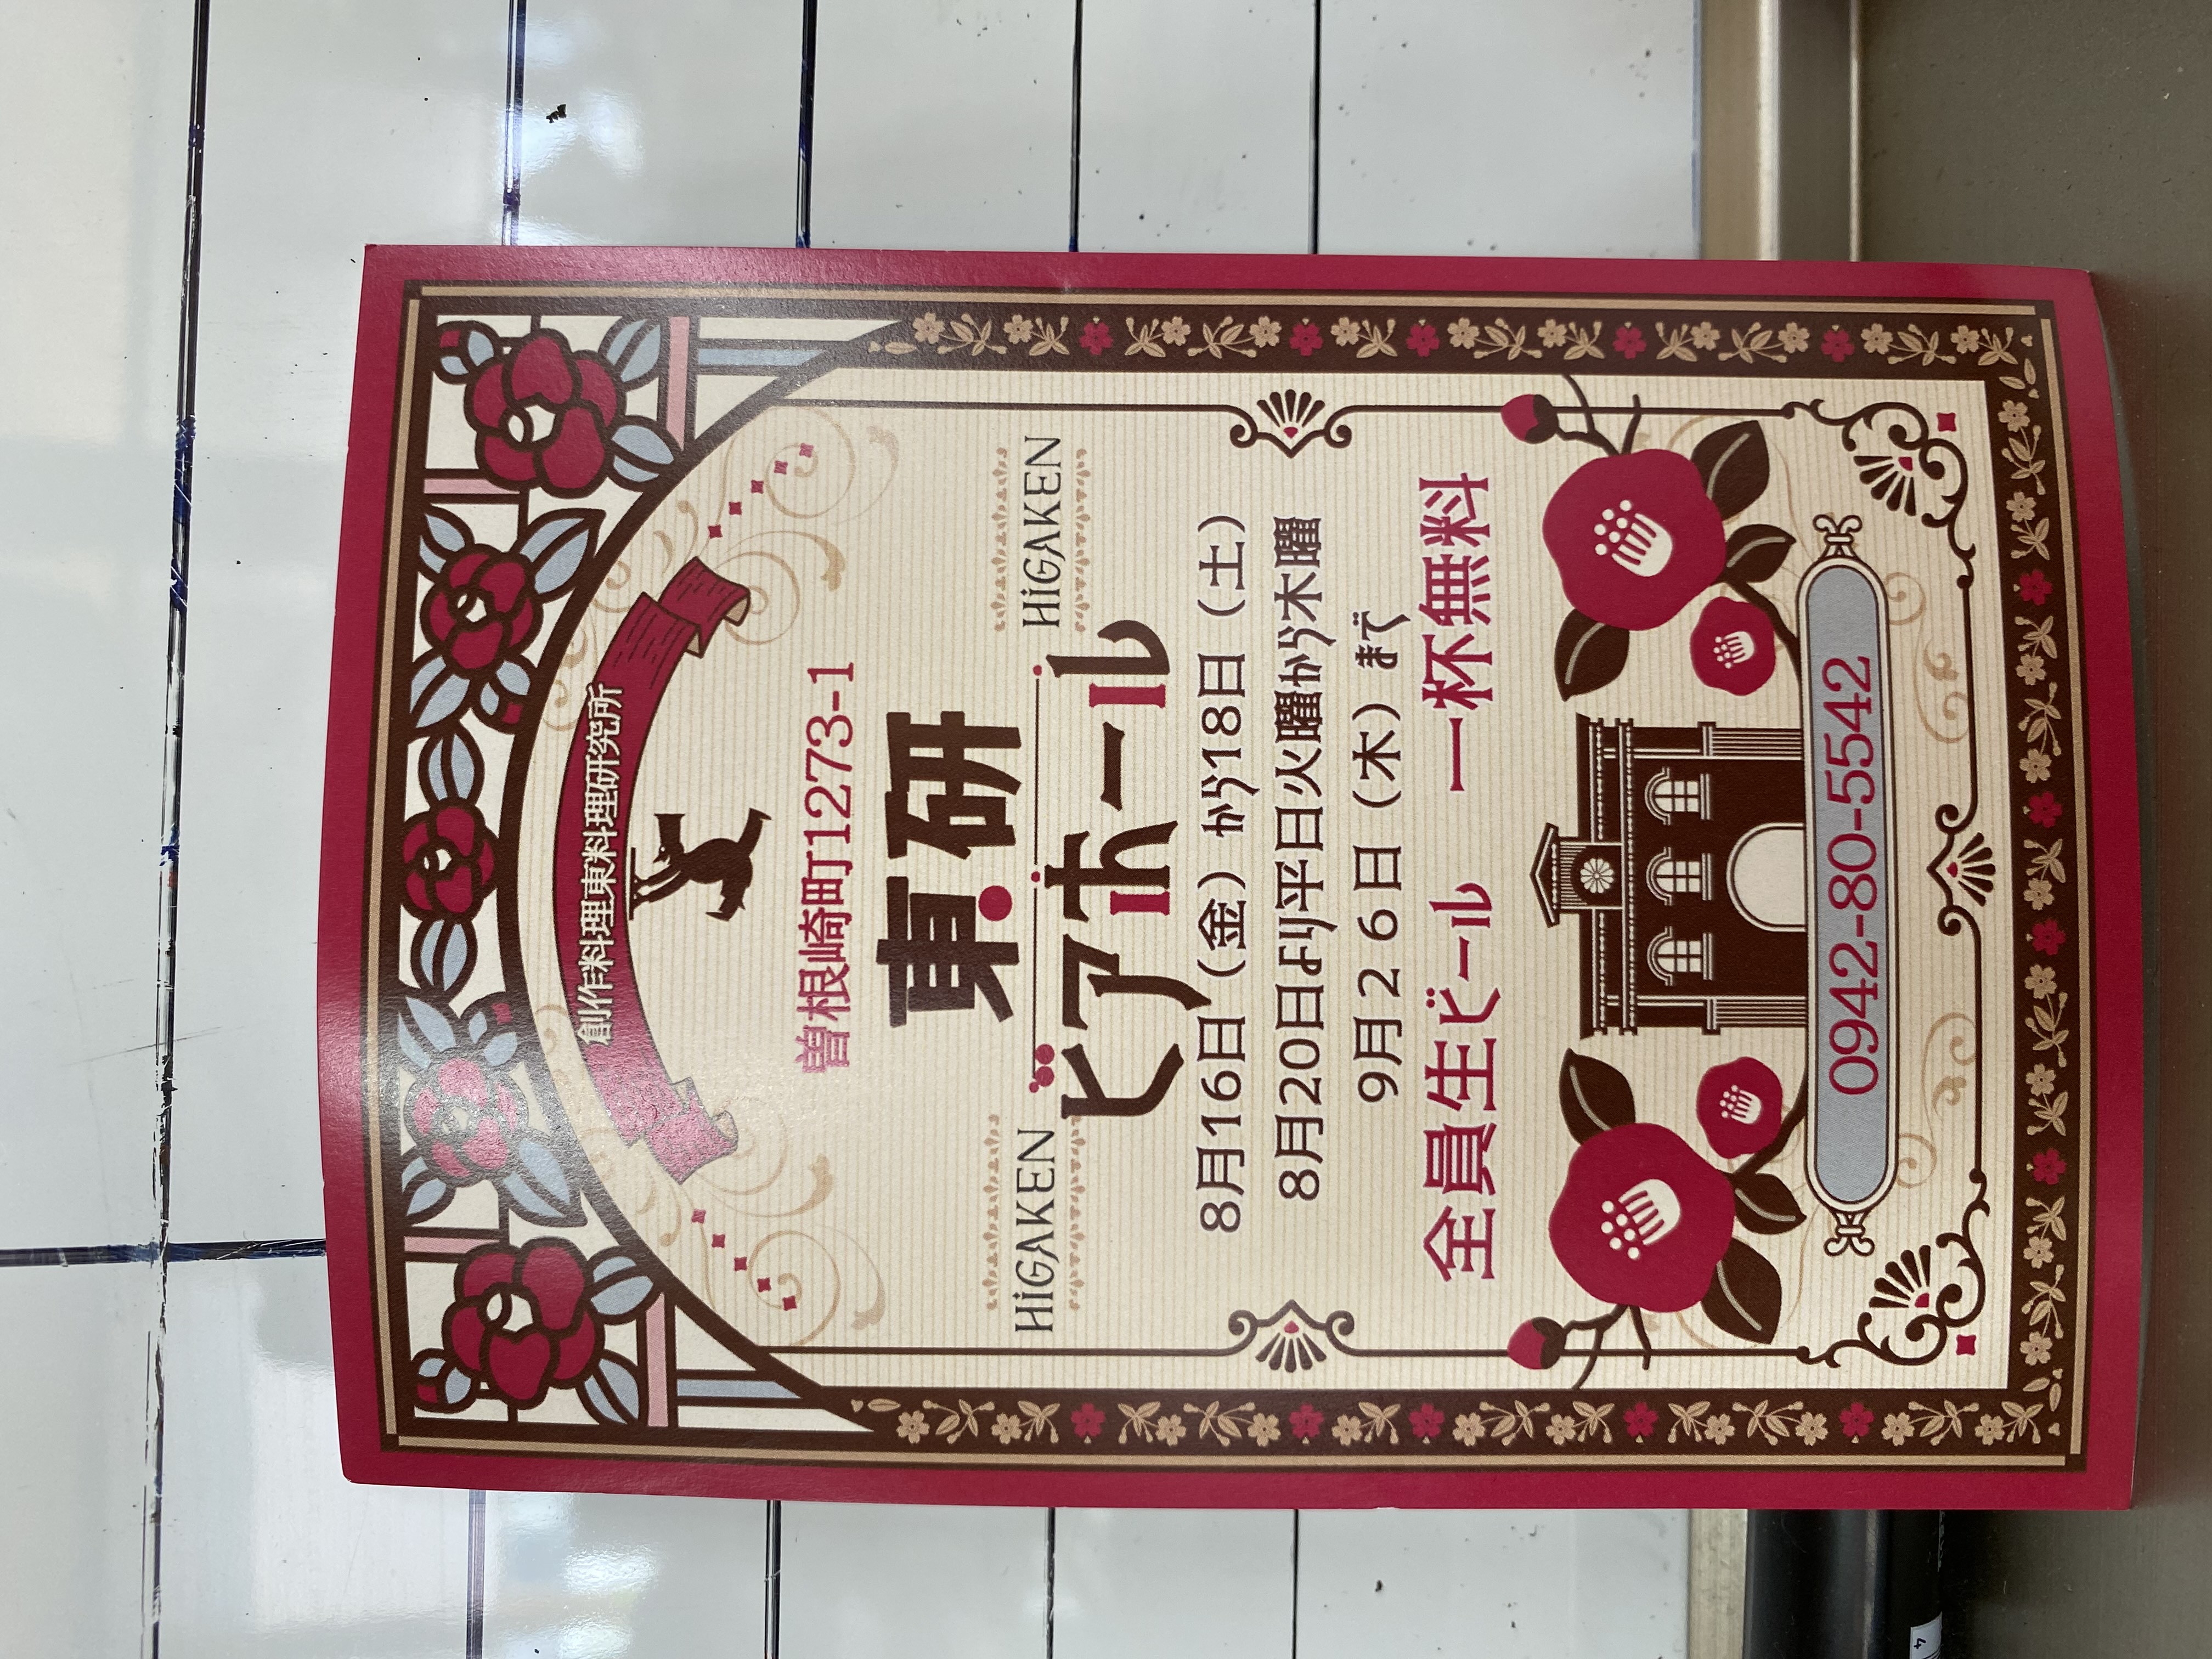 創作料理東料理研究所
曽根崎町1273-1
東研
HiGAKEN
ビアホール
HiGAKEN
8月16日（金）から18日（土）
8月20日より平日火曜から木曜
9月26日（木）まで
全員生ビール 一杯無料
0942-80-5542
4